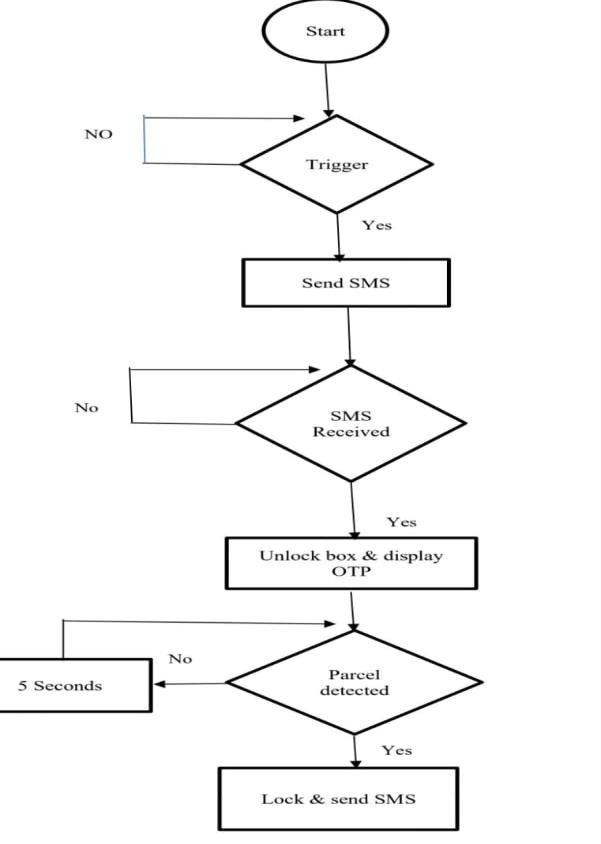 Start
NO
Trigger
Yes
Send SMS
No
SMS
Received
Yes
Unlock box & display
OTP
No
5 Seconds
Parcel
detected
Yes
Lock & send SMS